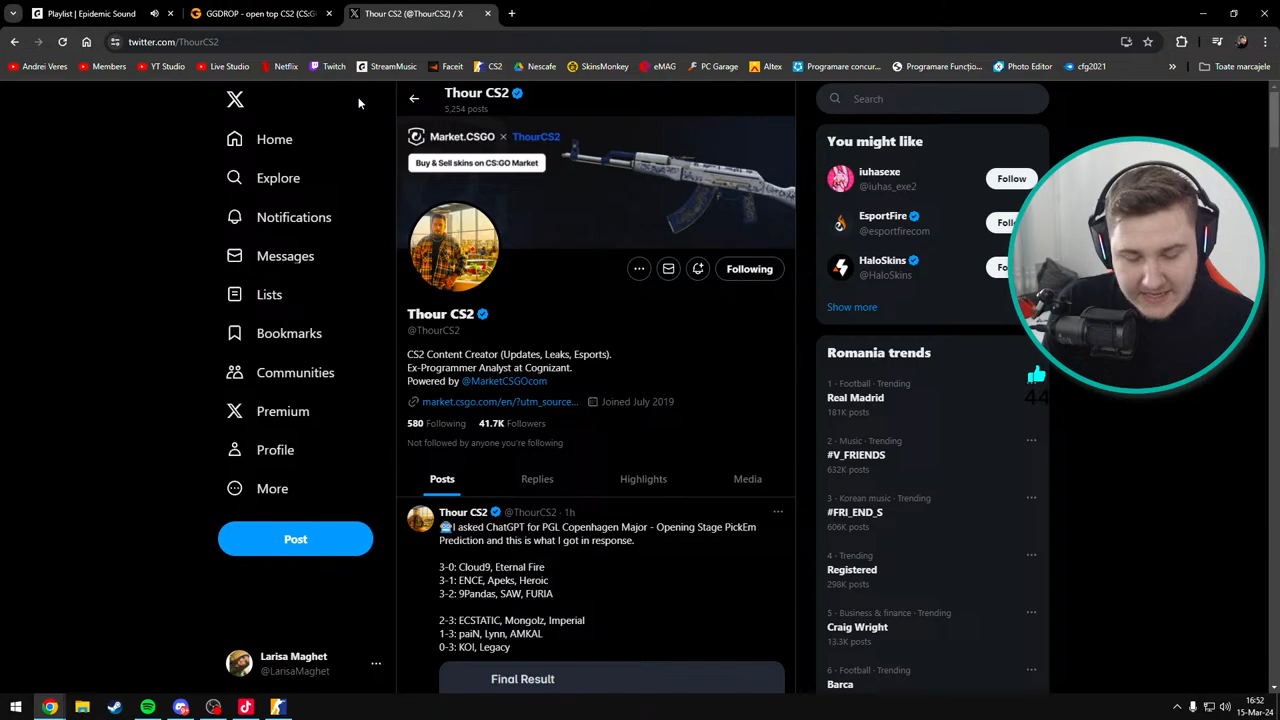 Playlist | Epidemic Sound
GGDROP - open top CS2 (CS:G
Thour CS2 (@ThourCS2) / X
twitter.com/ThourCS2
Andrei Veres
Members
YT Studio
Live Studio
Netflix
Twitch
StreamMusic
Faceit
CS2
Nescafe
SkinsMonkey
eMAG
PC Garage
Altex
Programare concur...
Programare Funcțio...
Photo Editor
cfg2021
Toate marcajele
Home
Explore
Notifications
Messages
Lists
Bookmarks
Communities
Premium
Profile
More
Post
Larisa Maghet
@LarisaMaghet
Thour CS2
5,254 posts
Market.CSGO × ThourCS2
Buy & Sell skins on CS:GO Market
Following
Thour CS2
@ThourCS2
CS2 Content Creator (Updates, Leaks, Esports).
Ex-Programmer Analyst at Cognizant.
Powered by @MarketCSGOcom
market.csgo.com/en/?utm_source... Joined July 2019
580 Following 41.7K Followers
Not followed by anyone you're following
Posts Replies Highlights Media
Thour CS2 @ThourCS2 · 1h
I asked ChatGPT for PGL Copenhagen Major - Opening Stage PickEm
Prediction and this is what I got in response.
3-0: Cloud9, Eternal Fire
3-1: ENCE, Apeks, Heroic
3-2: 9Pandas, SAW, FURIA
2-3: ECSTATIC, Mongolz, Imperial
1-3: paiN, Lynn, AMKAL
0-3: KOI, Legacy
Final Result
Search
You might like
iuhasexe
@iuhas_exe2
Follow
EsportFire
@esportfirecom
HaloSkins
@HaloSkins
Show more
Romania trends
1 · Football · Trending
Real Madrid
181K posts
2 · Music · Trending
#V_FRIENDS
632K posts
3 · Korean music · Trending
#FRI_END_S
606K posts
4 · Trending
Registered
298K posts
5 · Business & finance · Trending
Craig Wright
13.3K posts
6 · Football · Trending
Barca
44
16:52
15-Mar-24